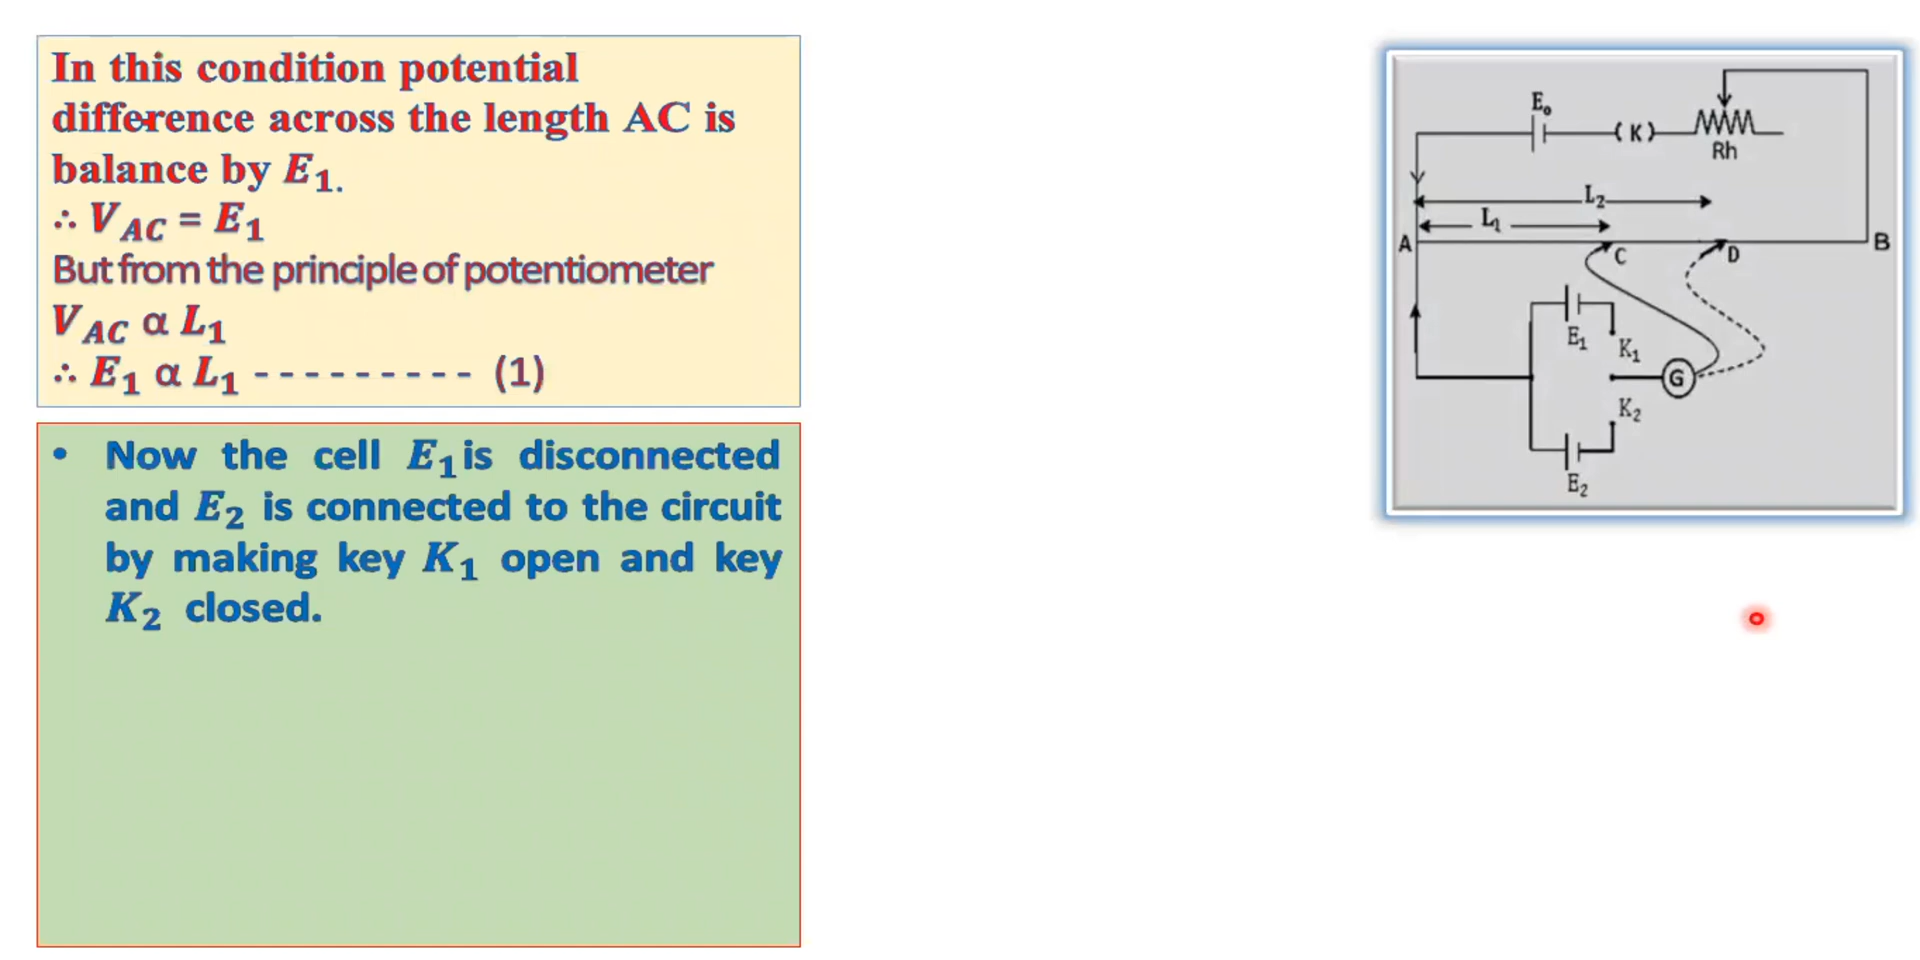 In this condition potential
difference across the length AC is
balance by E₁.
∴ V_AC = E₁
But from the principle of potentiometer
V_AC α L₁
∴ E₁ α L₁ - - - - - - - - - (1)
• Now the cell E₁ is disconnected
and E₂ is connected to the circuit
by making key K₁ open and key
K₂ closed.
E₀
(K)
Rh
L₂
L₁
A
C
D
B
E₁
K₁
G
K₂
E₂